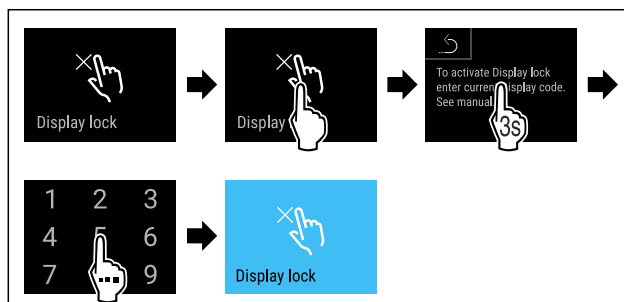 Display lock
Display
To activate Display lock
enter current display code.
See manual
3s
1 2 3
4 5 6
7 9
Display lock